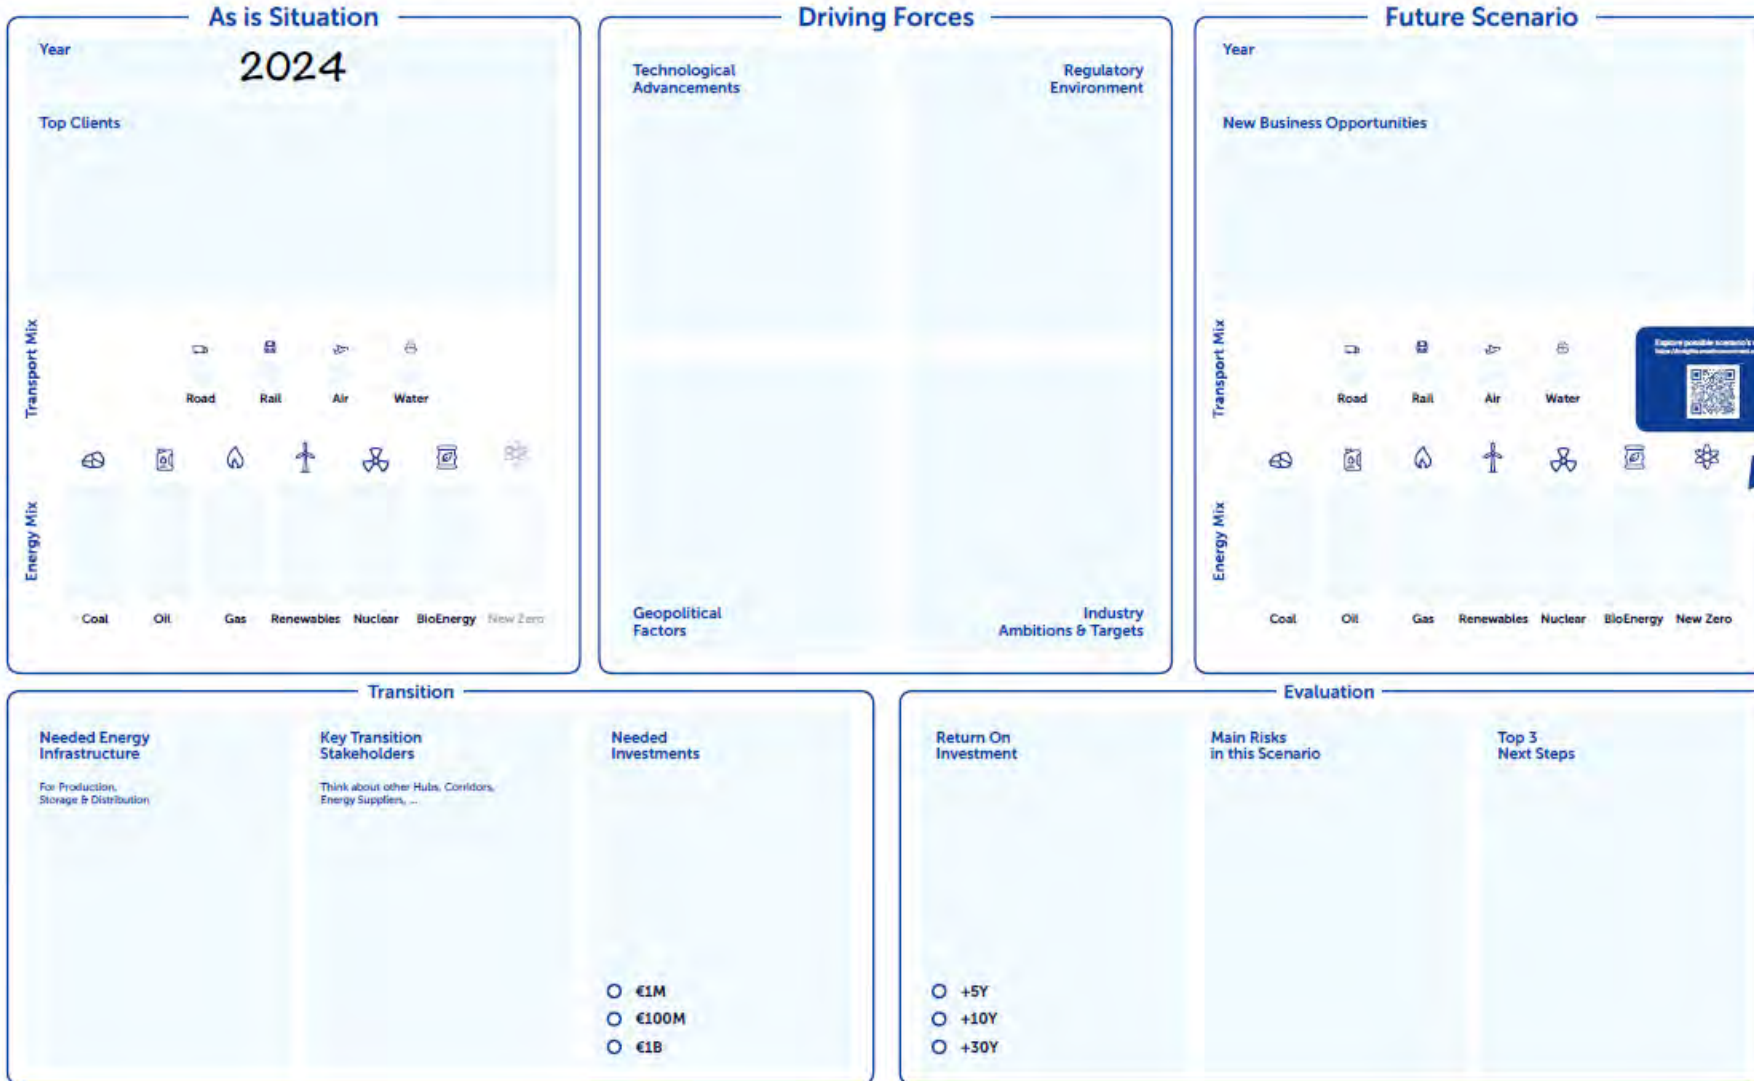 As is Situation
Year
2024
Top Clients
Transport Mix
Road Rail Air Water
Energy Mix
Coal Oil Gas Renewables Nuclear BioEnergy New Zero
Driving Forces
Technological
Advancements
Regulatory
Environment
Geopolitical
Factors
Industry
Ambitions & Targets
Future Scenario
Year
New Business Opportunities
Transport Mix
Road Rail Air Water
Explore possible scenario's
Energy Mix
Coal Oil Gas Renewables Nuclear BioEnergy New Zero
Transition
Needed Energy
Infrastructure
For Production,
Storage & Distribution
Key Transition
Stakeholders
Think about other Hubs, Corridors,
Energy Suppliers, ...
Needed
Investments
€1M
€100M
€1B
Evaluation
Return On
Investment
+5Y
+10Y
+30Y
Main Risks
in this Scenario
Top 3
Next Steps